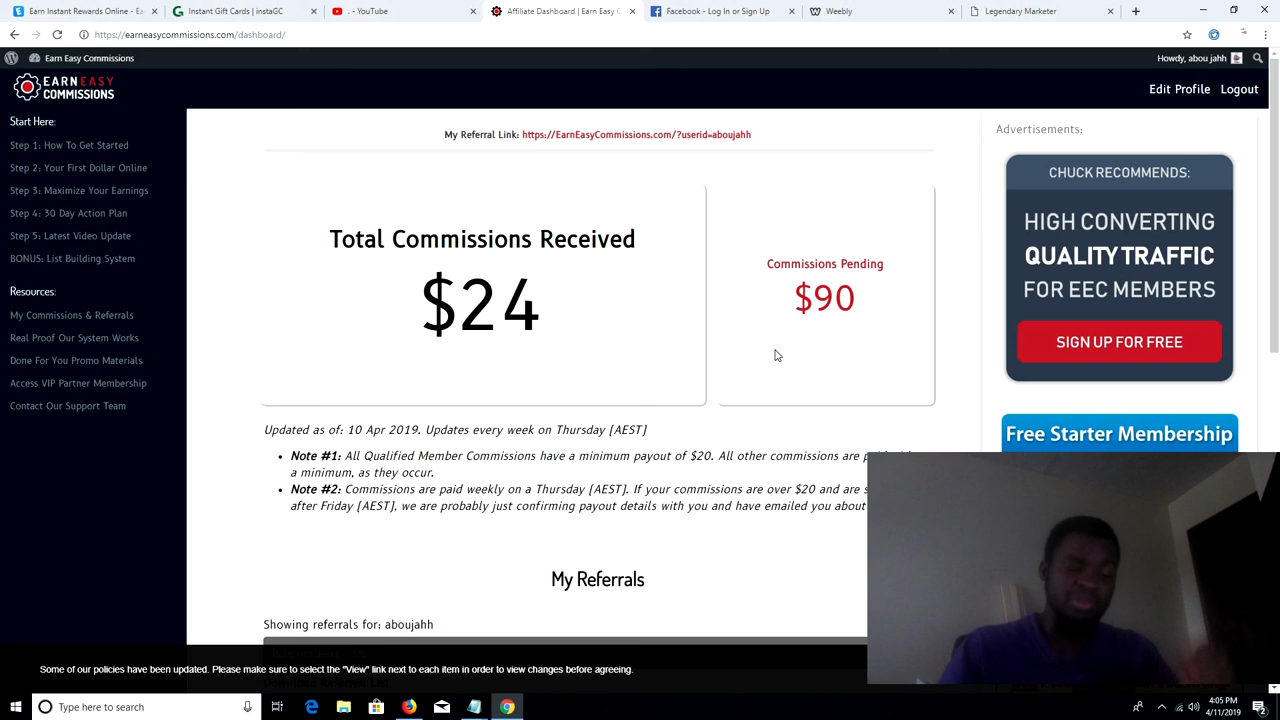 Earn Free Rewards - Instant Ear
Instant Gift Cards | instaGC
- YouTube
Affiliate Dashboard | Earn Easy C
Facebook - Log In or Sign Up
Weebly
Legendary Marketer
https://earneasycommissions.com/dashboard/
Earn Easy Commissions
Howdy, abou jahh
EARNEASY
COMMISSIONS
Edit Profile
Logout
Start Here:
Step 1: How To Get Started
Step 2: Your First Dollar Online
Step 3: Maximize Your Earnings
Step 4: 30 Day Action Plan
Step 5: Latest Video Update
BONUS: List Building System
Resources:
My Commissions & Referrals
Real Proof Our System Works
Done For You Promo Materials
Access VIP Partner Membership
Contact Our Support Team
My Referral Link: https://EarnEasyCommissions.com/?userid=aboujahh
Total Commissions Received
$24
Commissions Pending
$90
Updated as of: 10 Apr 2019. Updates every week on Thursday [AEST]
• Note #1: All Qualified Member Commissions have a minimum payout of $20. All other commissions are
a minimum, as they occur.
• Note #2: Commissions are paid weekly on a Thursday [AEST]. If your commissions are over $20 and are
after Friday [AEST], we are probably just confirming payout details with you and have emailed you about
My Referrals
Showing referrals for: aboujahh
Advertisements:
CHUCK RECOMMENDS:
HIGH CONVERTING
QUALITY TRAFFIC
FOR EEC MEMBERS
SIGN UP FOR FREE
Free Starter Membership
Some of our policies have been updated. Please make sure to select the "View" link next to each item in order to view changes before agreeing.
Type here to search
4:05 PM
4/11/2019